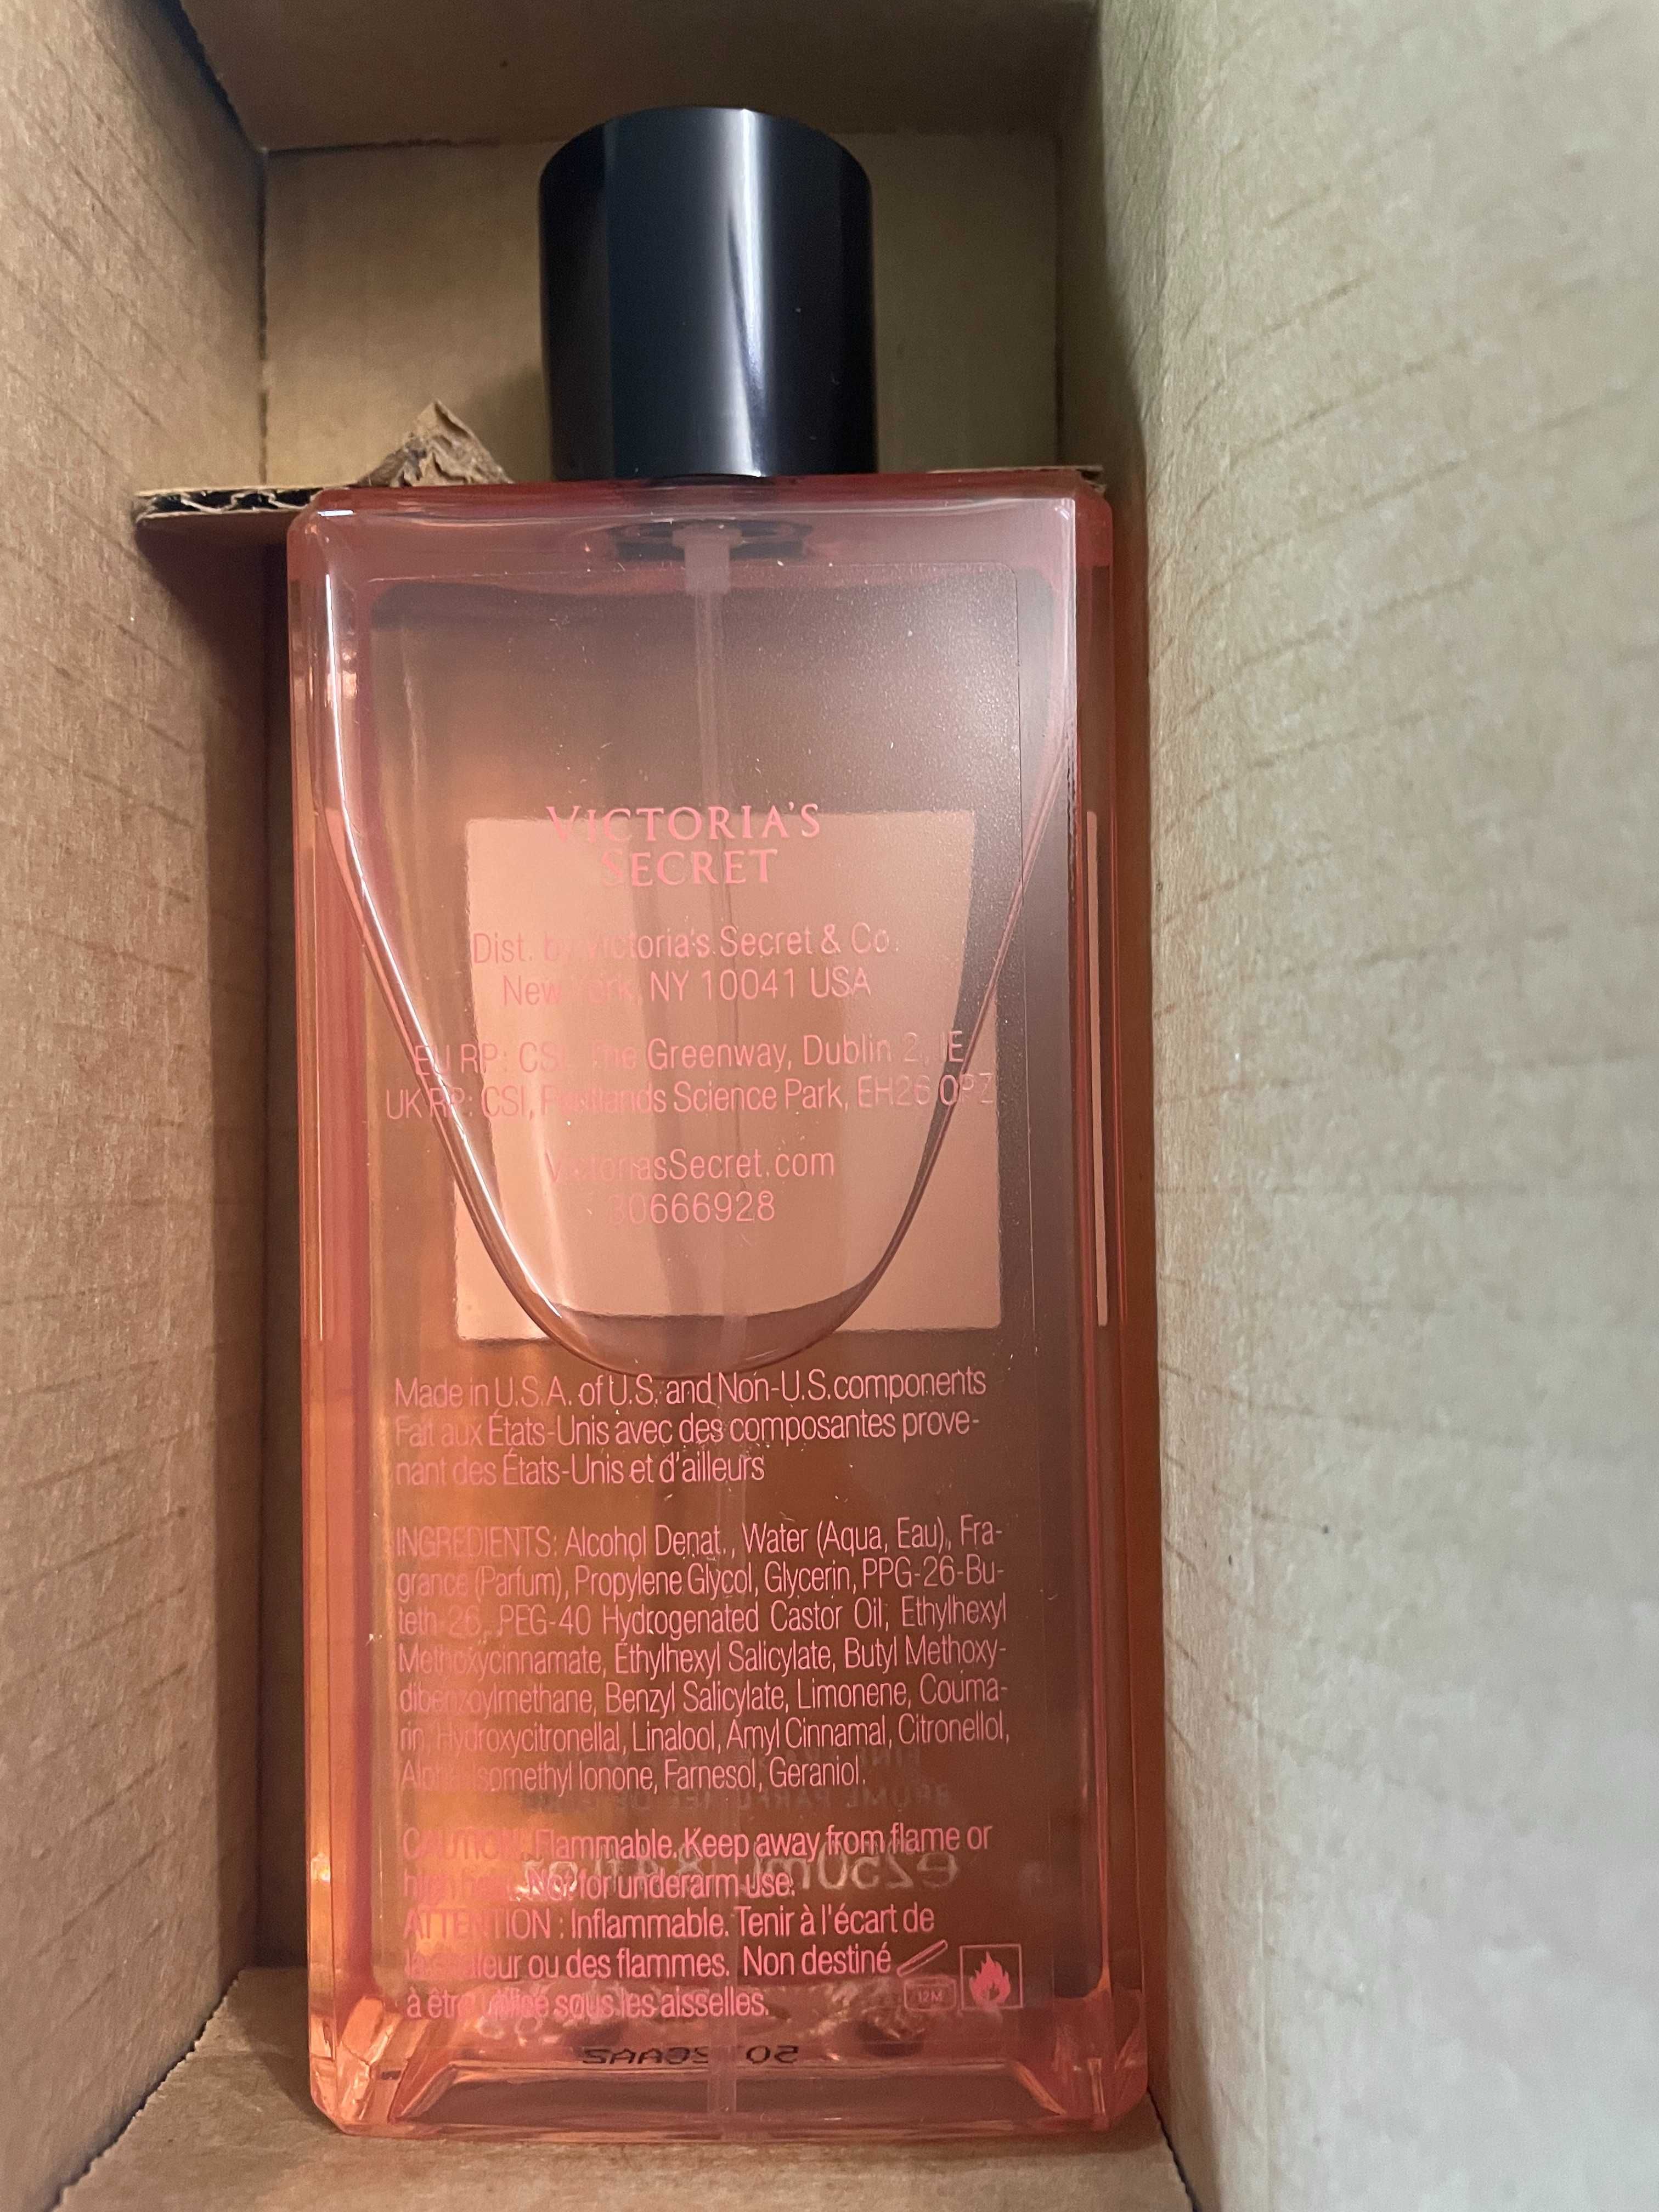 VICTORIA'S
SECRET
Dist. by Victoria's Secret & Co.
New York, NY 10041 USA
EU RP: CSI, The Greenway, Dublin 2, IE
UK RP: CSI, Pentlands Science Park, EH26 0PZ
VictoriasSecret.com
30666928
Made in U.S.A. of U.S. and Non-U.S. components
Fait aux États-Unis avec des composantes prove-
nant des États-Unis et d'ailleurs
INGREDIENTS: Alcohol Denat., Water (Aqua, Eau), Fra-
grance (Parfum), Propylene Glycol, Glycerin, PPG-26-Bu-
teth-26, PEG-40 Hydrogenated Castor Oil, Ethylhexyl
Methoxycinnamate, Ethylhexyl Salicylate, Butyl Methoxy-
dibenzoylmethane, Benzyl Salicylate, Limonene, Couma-
rin, Hydroxycitronellal, Linalool, Amyl Cinnamal, Citronellol,
Alpha-Isomethyl Ionone, Farnesol, Geraniol.
CAUTION: Flammable. Keep away from flame or
high heat. Not for underarm use.
ATTENTION : Inflammable. Tenir à l'écart de
la chaleur ou des flammes. Non destiné
à être utilisé sous les aisselles.
12M
e250ml 8.4 fl oz